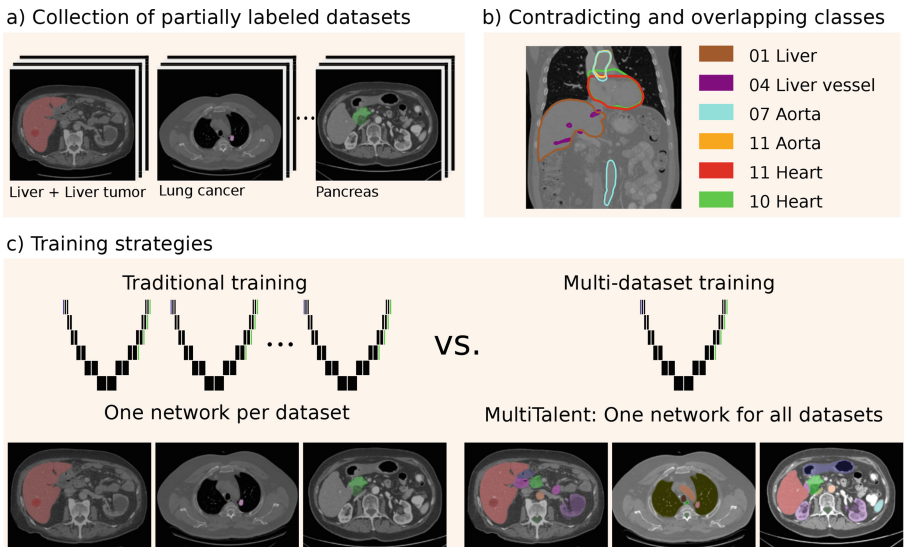 a) Collection of partially labeled datasets
Liver + Liver tumor
Lung cancer
...
Pancreas
b) Contradicting and overlapping classes
01 Liver
04 Liver vessel
07 Aorta
11 Aorta
11 Heart
10 Heart
c) Training strategies
Traditional training
Multi-dataset training
...
vs.
One network per dataset
MultiTalent: One network for all datasets